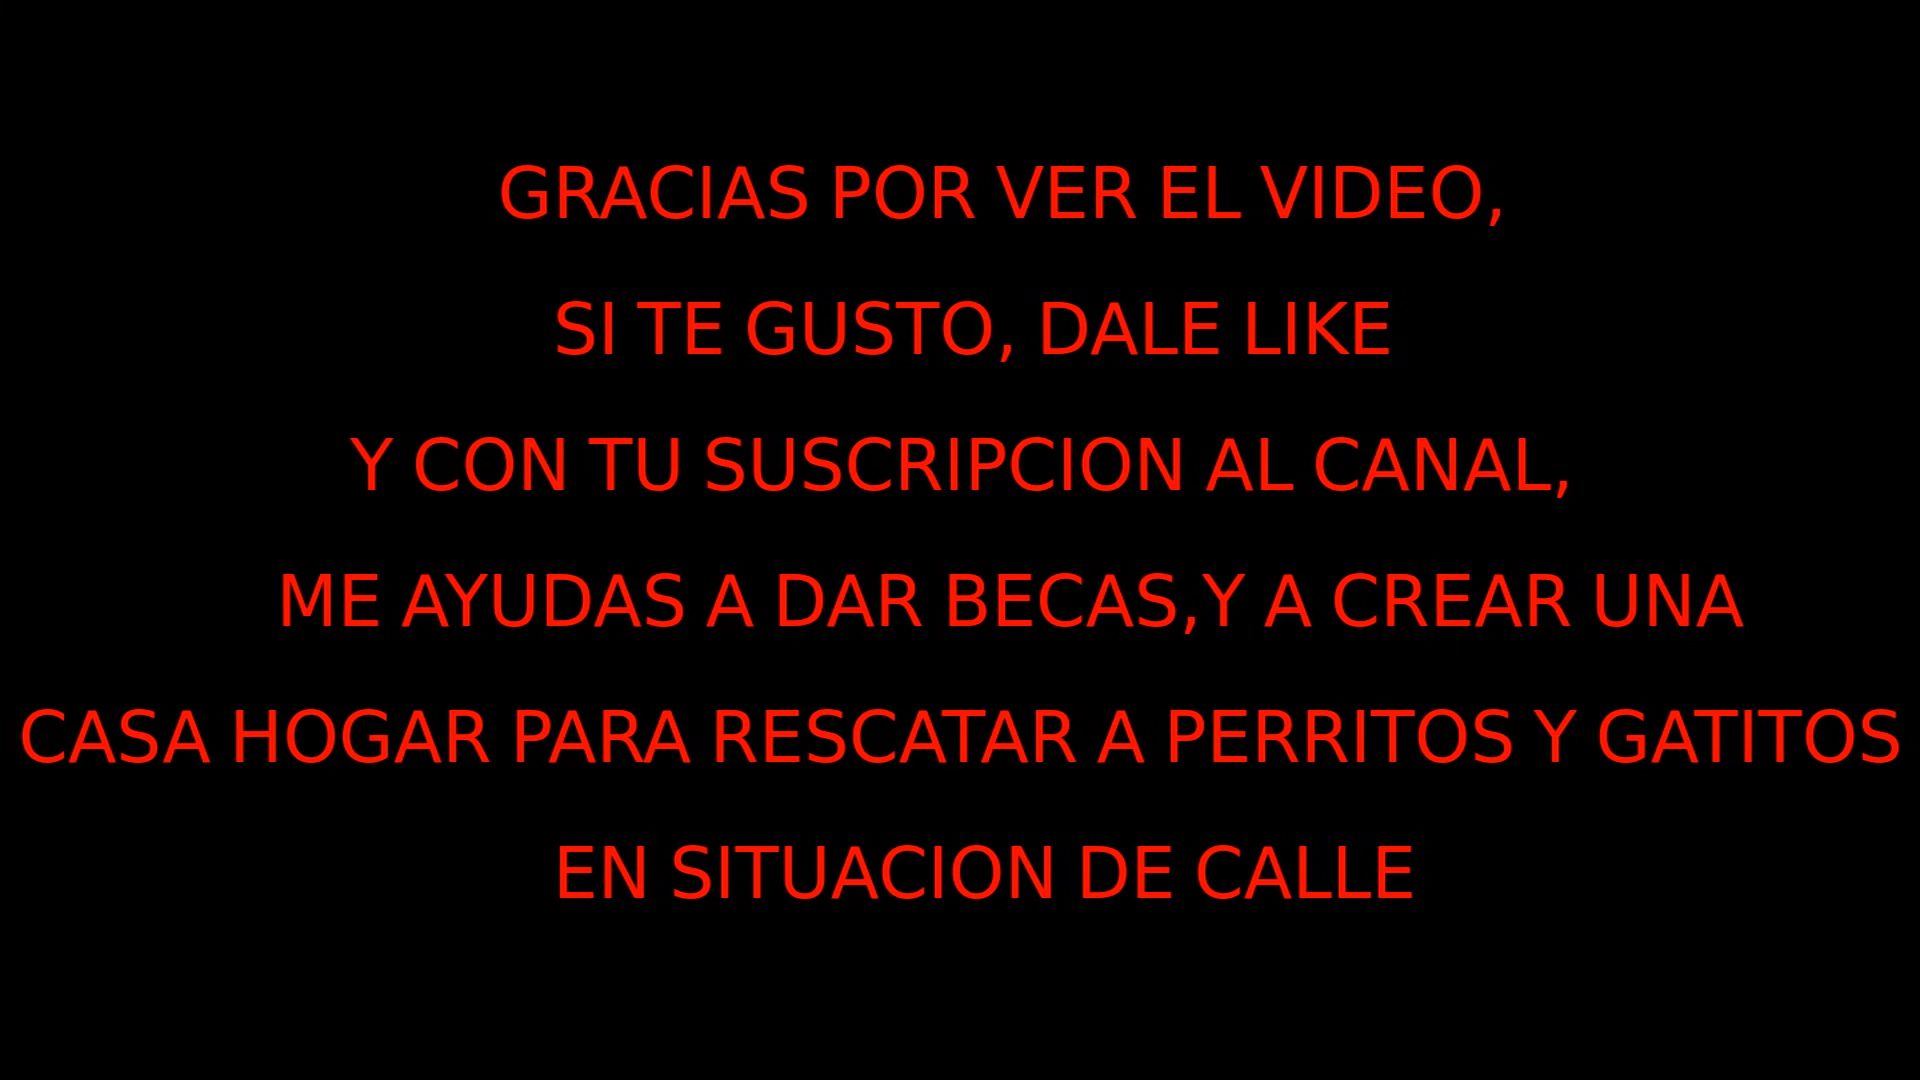 GRACIAS POR VER EL VIDEO,
SI TE GUSTO, DALE LIKE
Y CON TU SUSCRIPCION AL CANAL,
ME AYUDAS A DAR BECAS,Y A CREAR UNA
CASA HOGAR PARA RESCATAR A PERRITOS Y GATITOS
EN SITUACION DE CALLE